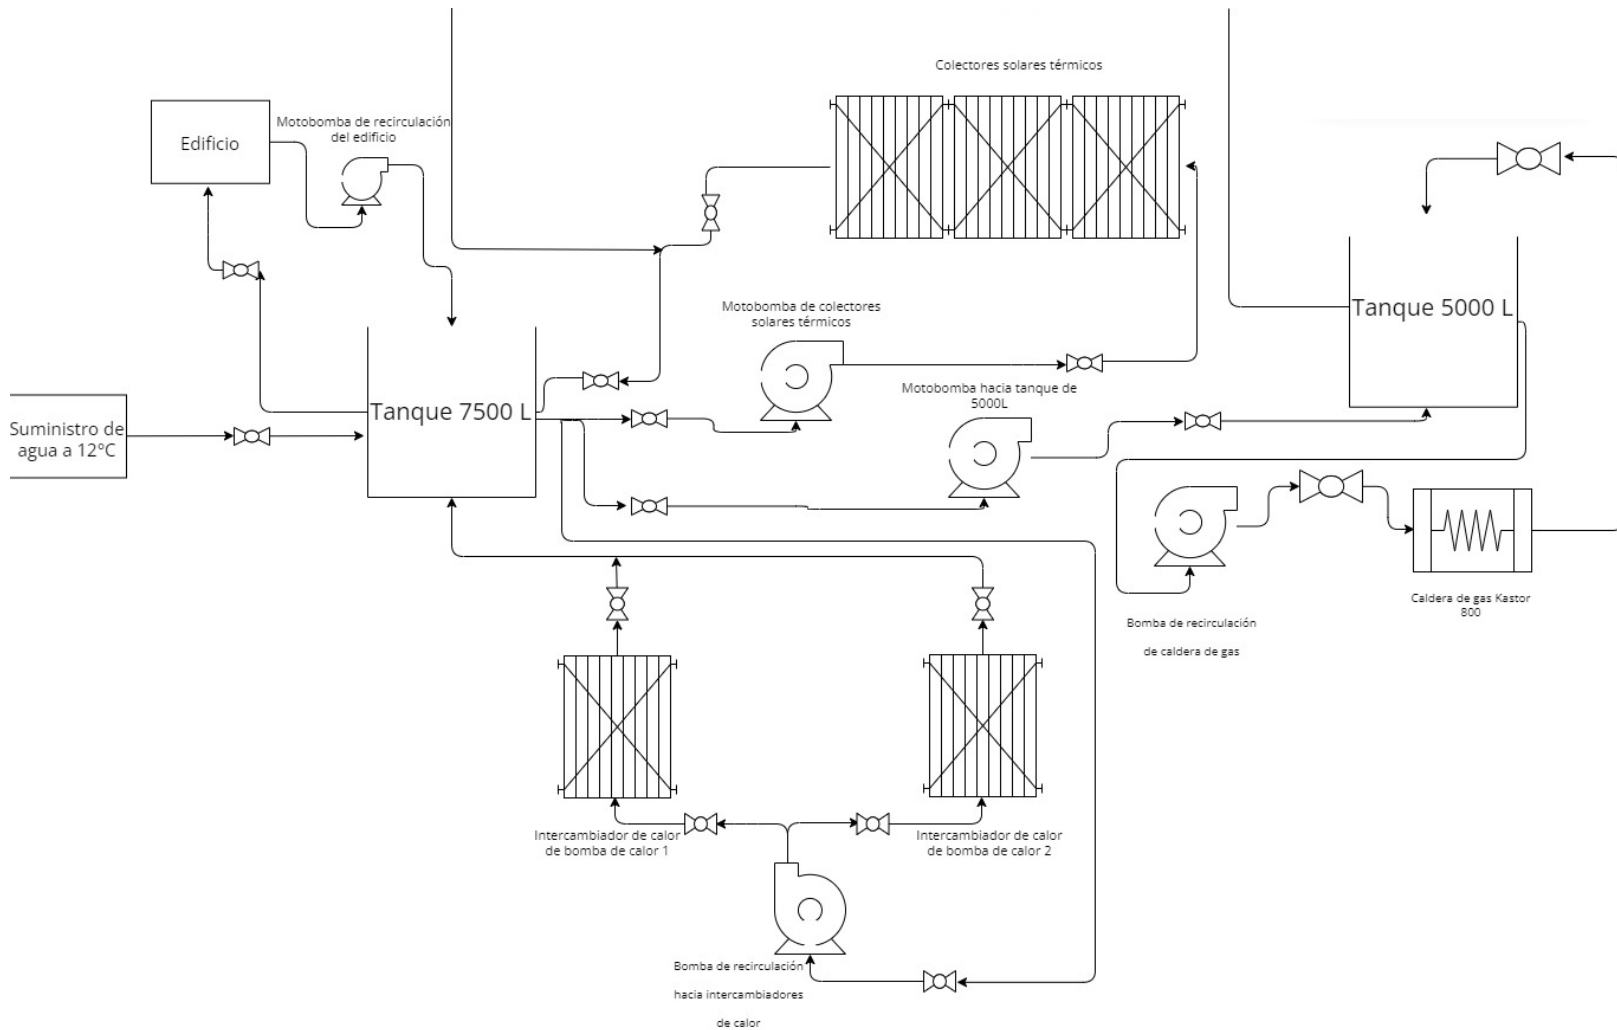 Colectores solares térmicos
Edificio
Motobomba de recirculación
del edificio
Motobomba de colectores
solares térmicos
Tanque 5000 L
Motobomba hacia tanque de
5000L
Tanque 7500 L
Suministro de
agua a 12°C
Caldera de gas Kastor
800
Bomba de recirculación
de caldera de gas
Intercambiador de calor
de bomba de calor 1
Intercambiador de calor
de bomba de calor 2
Bomba de recirculación
hacia intercambiadores
de calor